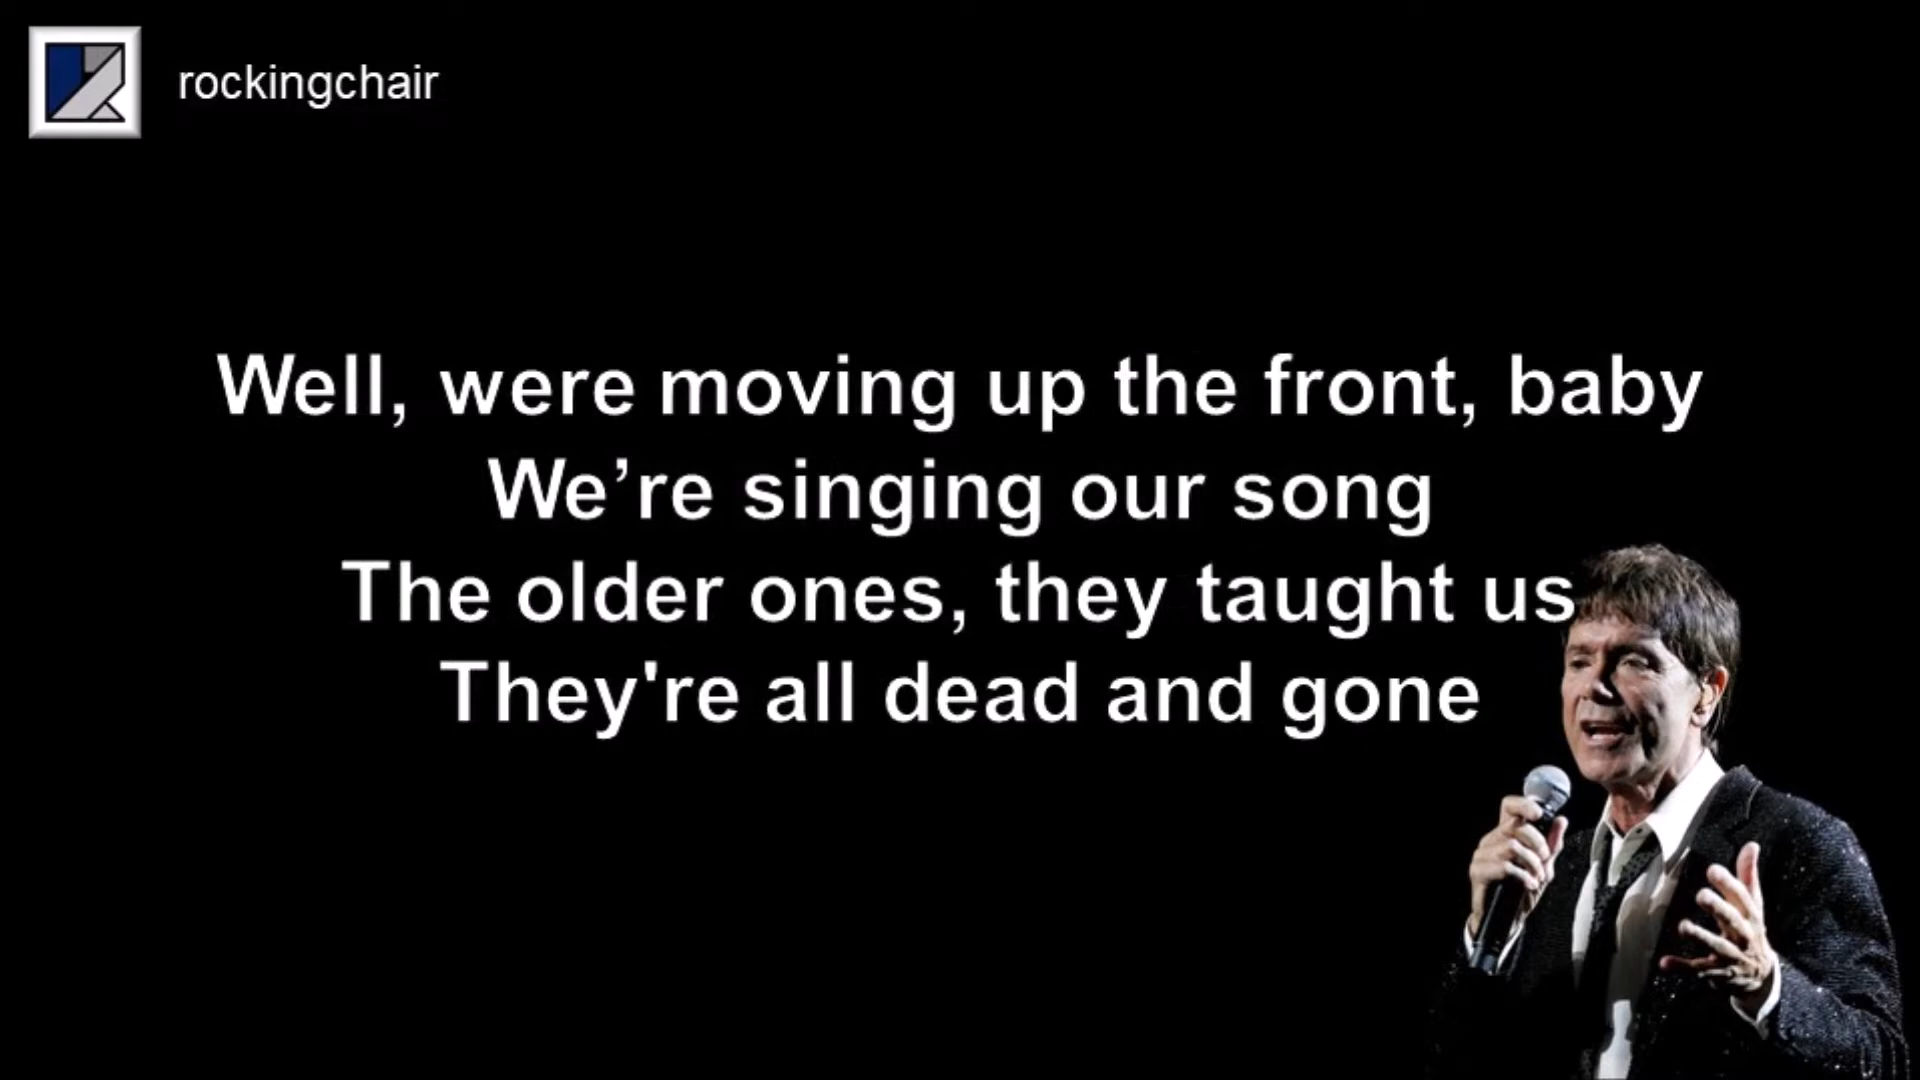 rockingchair
Well, were moving up the front, baby
We’re singing our song
The older ones, they taught us
They're all dead and gone